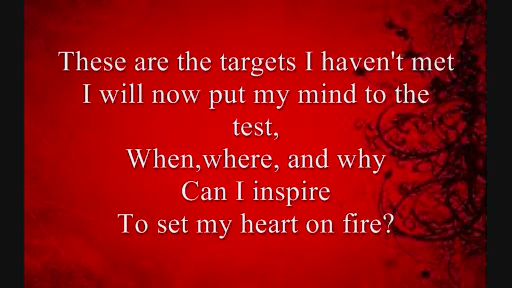 These are the targets I haven't met
I will now put my mind to the
test,
When,where, and why
Can I inspire
To set my heart on fire?